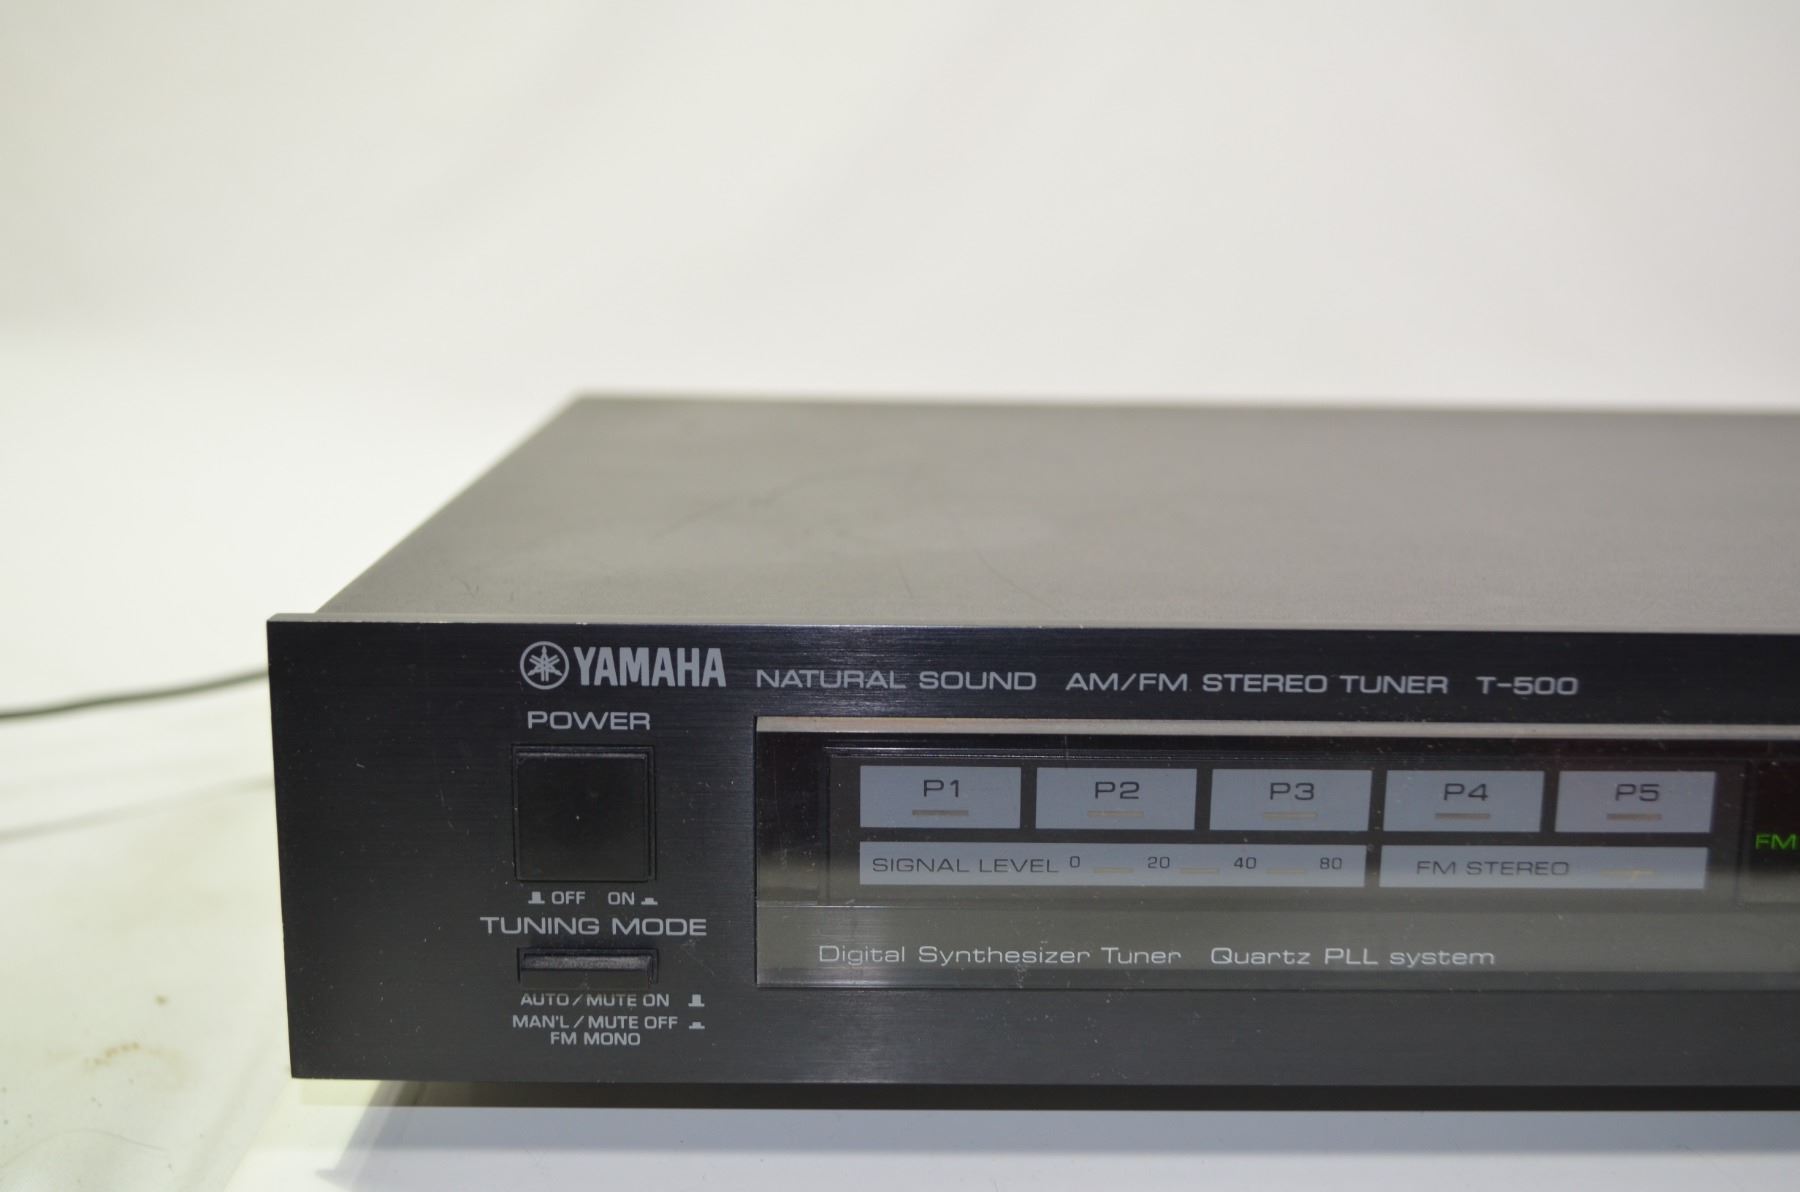 YAMAHA NATURAL SOUND AM/FM STEREO TUNER T-500
POWER
OFF ON
TUNING MODE
AUTO/MUTE ON
MAN'L/MUTE OFF
FM MONO
P1 P2 P3 P4 P5
SIGNAL LEVEL 0 20 40 80 FM STEREO
FM
Digital Synthesizer Tuner Quartz PLL system